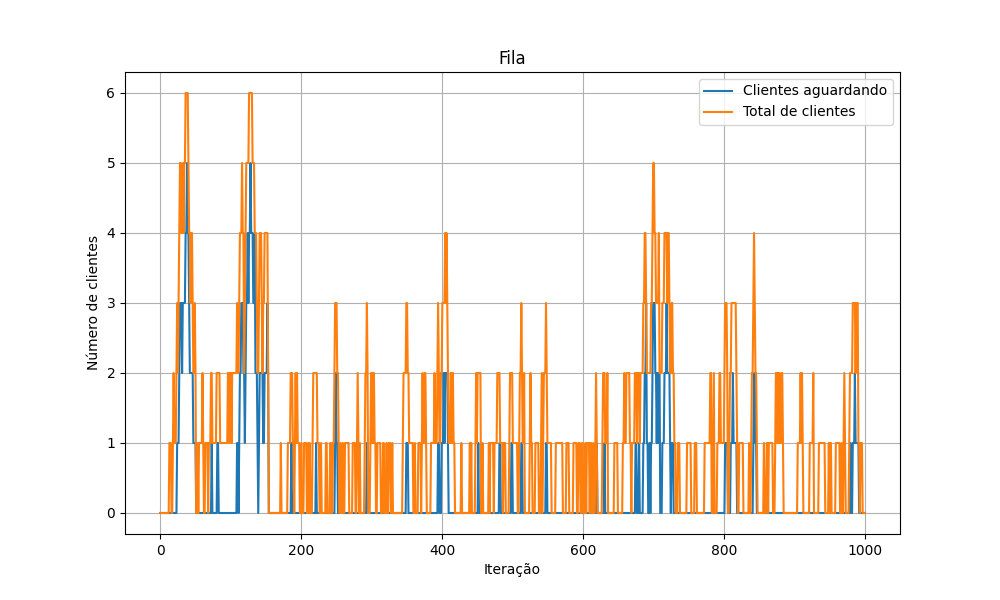 Fila
Clientes aguardando
Total de clientes
Número de clientes
6
5
4
3
2
1
0
0 200 400 600 800 1000
Iteração